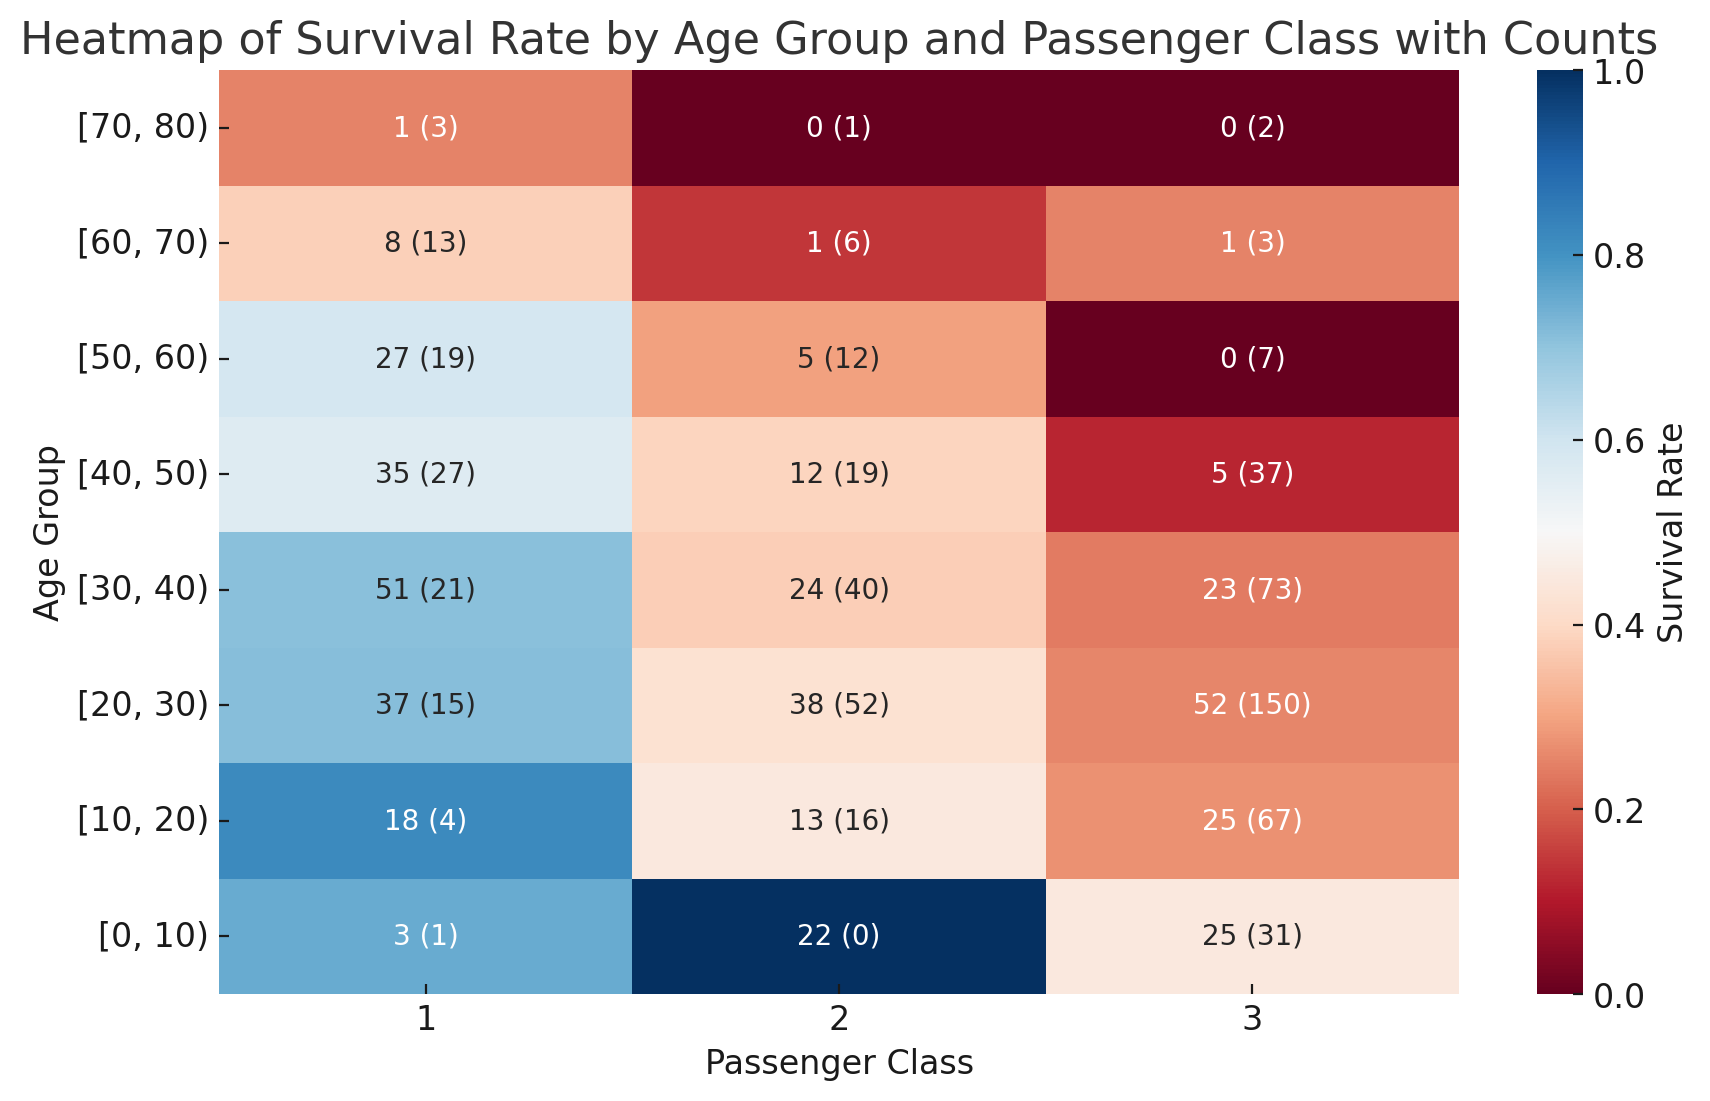 Heatmap of Survival Rate by Age Group and Passenger Class with Counts
[70, 80) 1 (3) 0 (1) 0 (2)
[60, 70) 8 (13) 1 (6) 1 (3)
[50, 60) 27 (19) 5 (12) 0 (7)
[40, 50) 35 (27) 12 (19) 5 (37)
[30, 40) 51 (21) 24 (40) 23 (73)
[20, 30) 37 (15) 38 (52) 52 (150)
[10, 20) 18 (4) 13 (16) 25 (67)
[0, 10) 3 (1) 22 (0) 25 (31)
1 2 3
Passenger Class
Age Group
1.0
0.8
0.6
0.4
0.2
0.0
Survival Rate